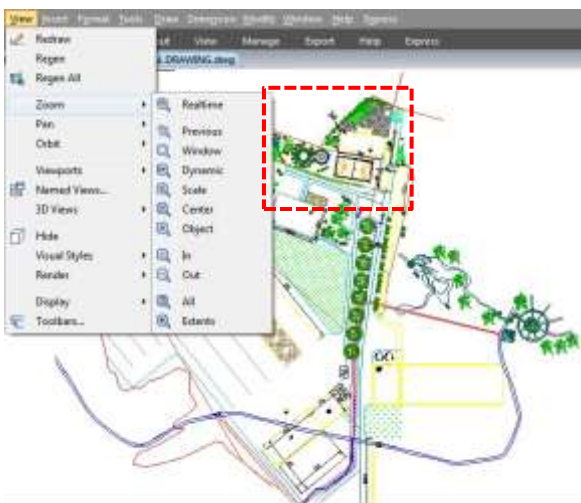 View Insert Format Tools Draw Dimension Modify Window Help Express
View Manage Export Help Express
Redraw
DRAWING.dwg
Regen
Regen All
Zoom
Realtime
Pan
Previous
Orbit
Window
Viewports
Dynamic
Named Views...
Scale
3D Views
Center
Hide
Object
Visual Styles
In
Render
Out
Display
All
Toolbars...
Extents